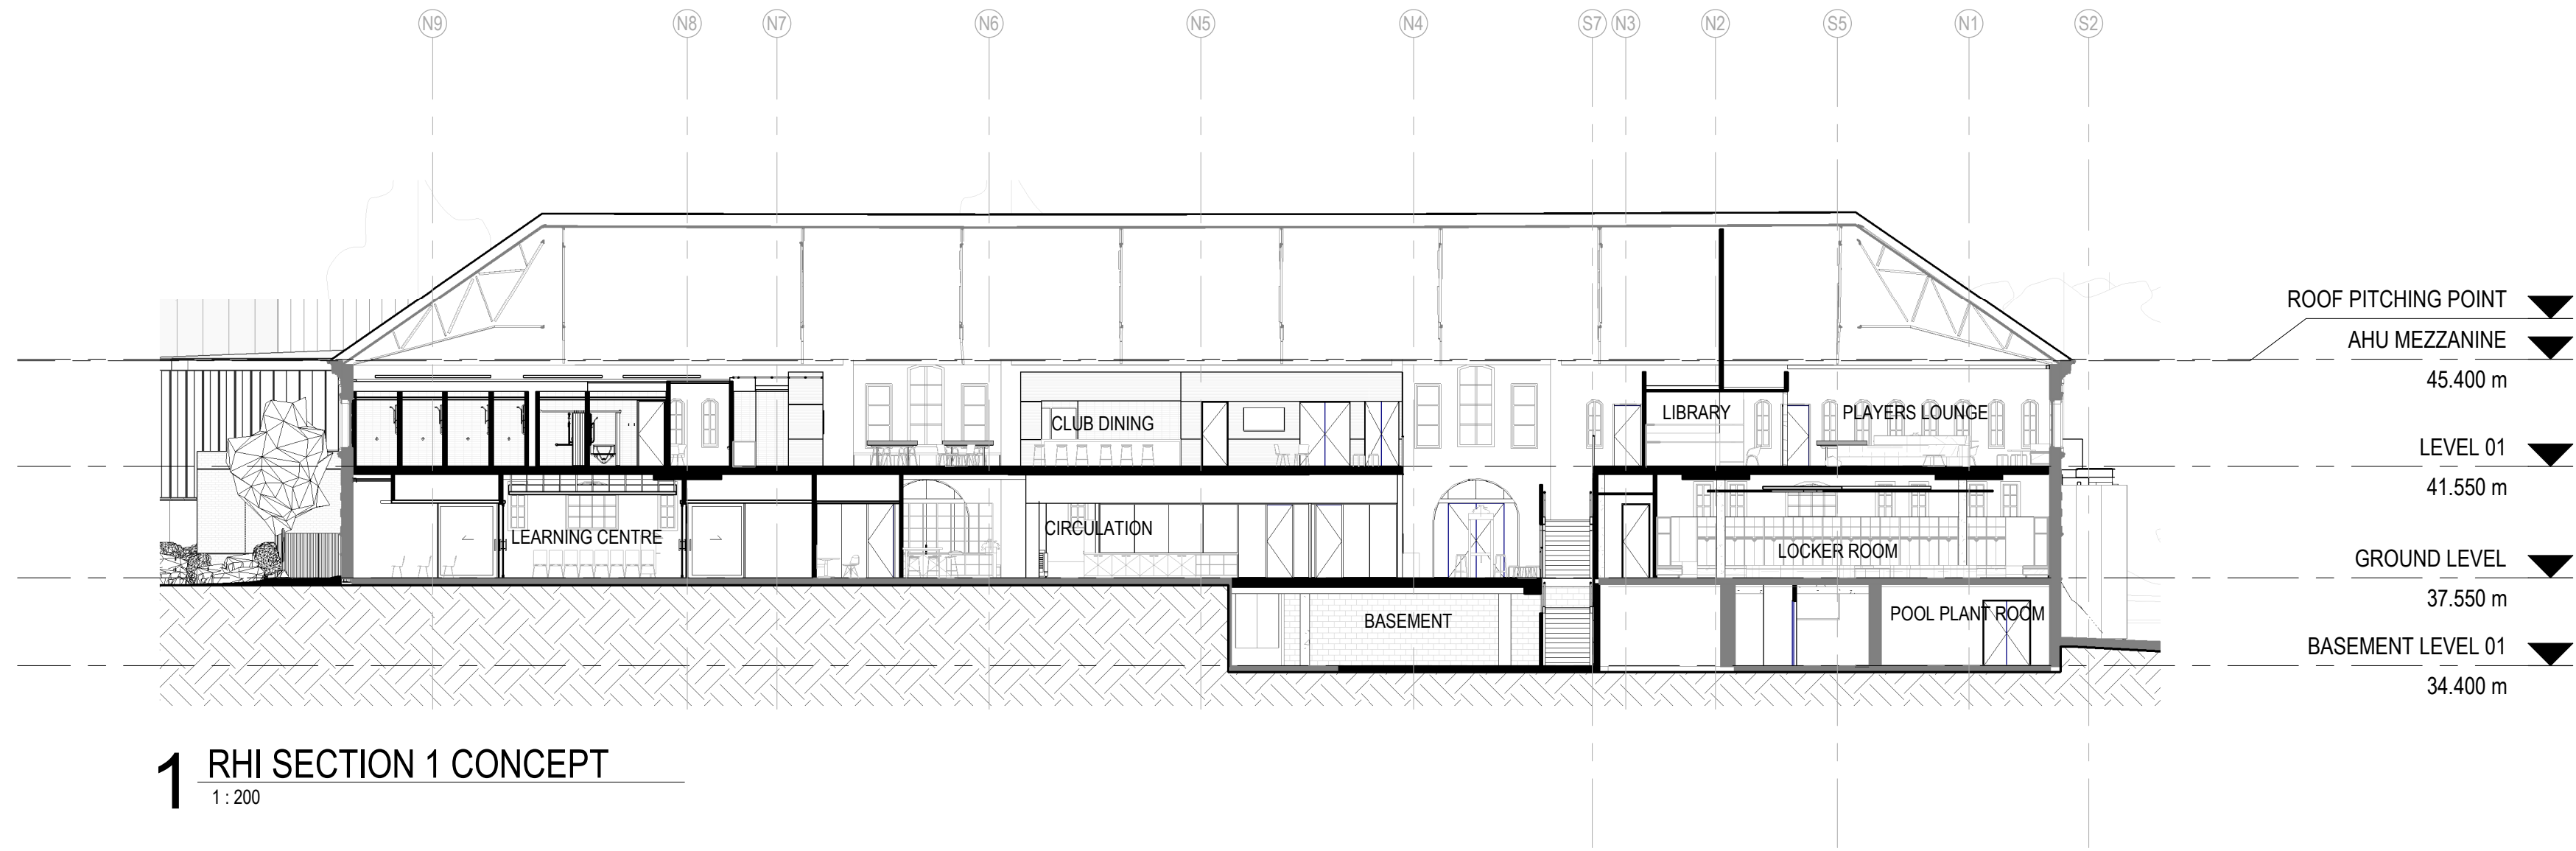 N9 N8 N7 N6 N5 N4 S7 N3 N2 S5 N1 S2
ROOF PITCHING POINT
AHU MEZZANINE
45.400 m
CLUB DINING
LIBRARY
PLAYERS LOUNGE
LEVEL 01
41.550 m
LEARNING CENTRE
CIRCULATION
LOCKER ROOM
GROUND LEVEL
37.550 m
BASEMENT
POOL PLANT ROOM
BASEMENT LEVEL 01
34.400 m
1 RHI SECTION 1 CONCEPT
1 : 200